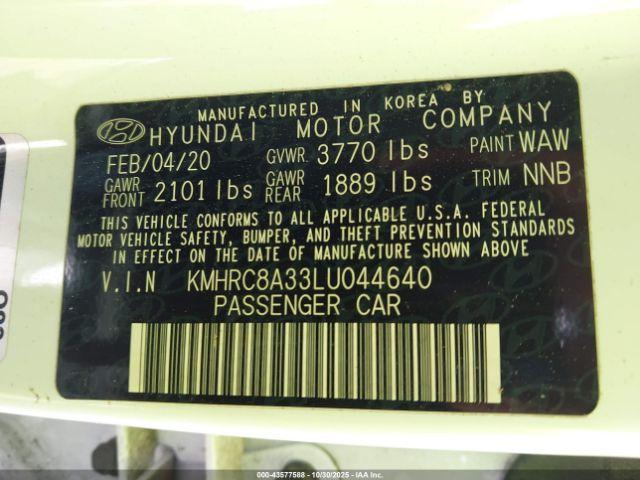 MANUFACTURED IN KOREA BY
HYUNDAI MOTOR COMPANY
FEB/04/20 GVWR. 3770 lbs PAINT WAW
GAWR FRONT 2101 lbs GAWR REAR 1889 lbs TRIM NNB
THIS VEHICLE CONFORMS TO ALL APPLICABLE U.S.A. FEDERAL
MOTOR VEHICLE SAFETY, BUMPER, AND THEFT PREVENTION STANDARDS
IN EFFECT ON THE DATE OF MANUFACTURE SHOWN ABOVE.
V.I.N KMHRC8A33LU044640
PASSENGER CAR
000-43577588 - 10/30/2025 - IAA Inc.